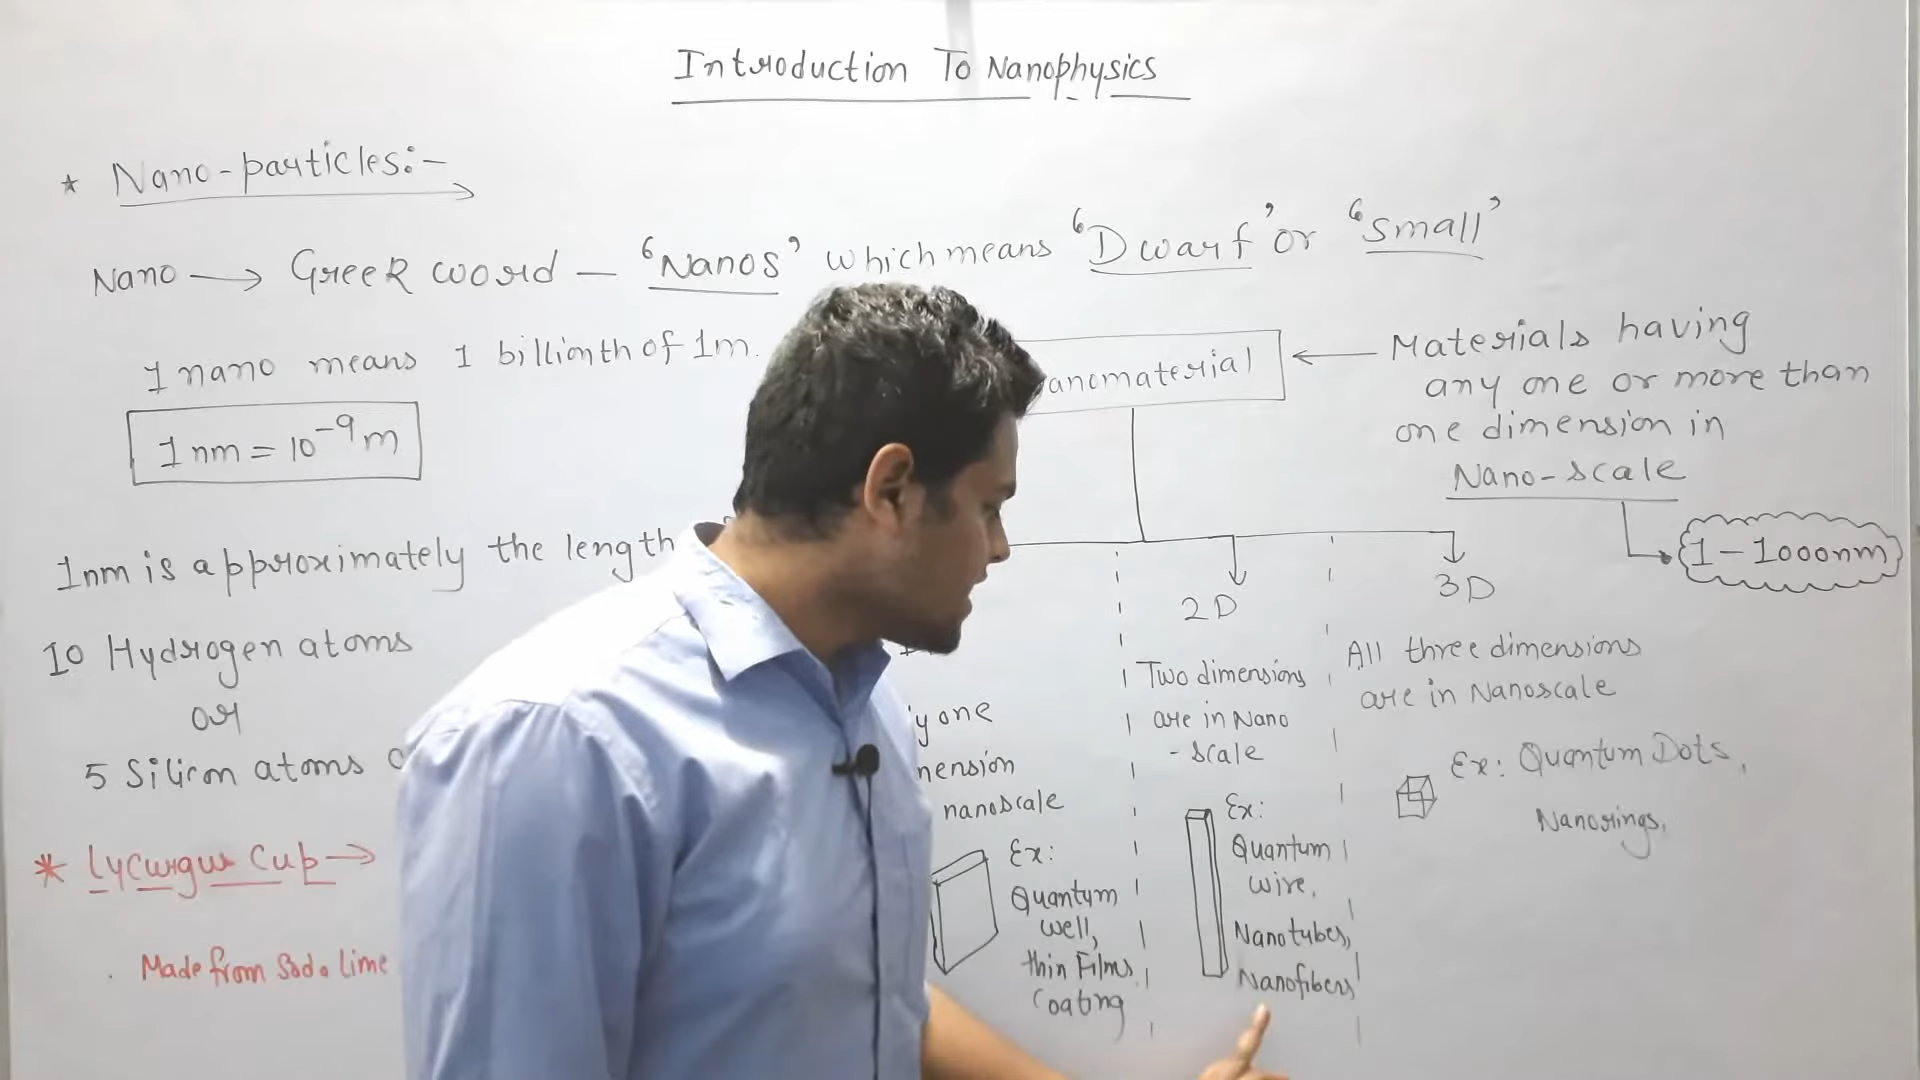 Introduction To Nanophysics
* Nano-particles:-
Nano → Greek word — 'Nanos' which means 'Dwarf' or 'Small'
1 nano means 1 billionth of 1m.
1 nm = 10⁻⁹ m
1nm is approximately the length
10 Hydrogen atoms
or
5 Silicon atoms
* Lycurgus Cup →
Made from Soda lime
anomaterial
Materials having
any one or more than
one dimension in
Nano-scale
1-1000nm
y one
nension
nanoscale
Ex:
Quantum
well,
thin Films,
Coating
2D
Two dimensions
are in Nano
- scale
Ex:
Quantum
wire,
Nanotubes,
Nanofibers
3D
All three dimensions
are in Nanoscale
Ex: Quantum Dots,
Nanorings,